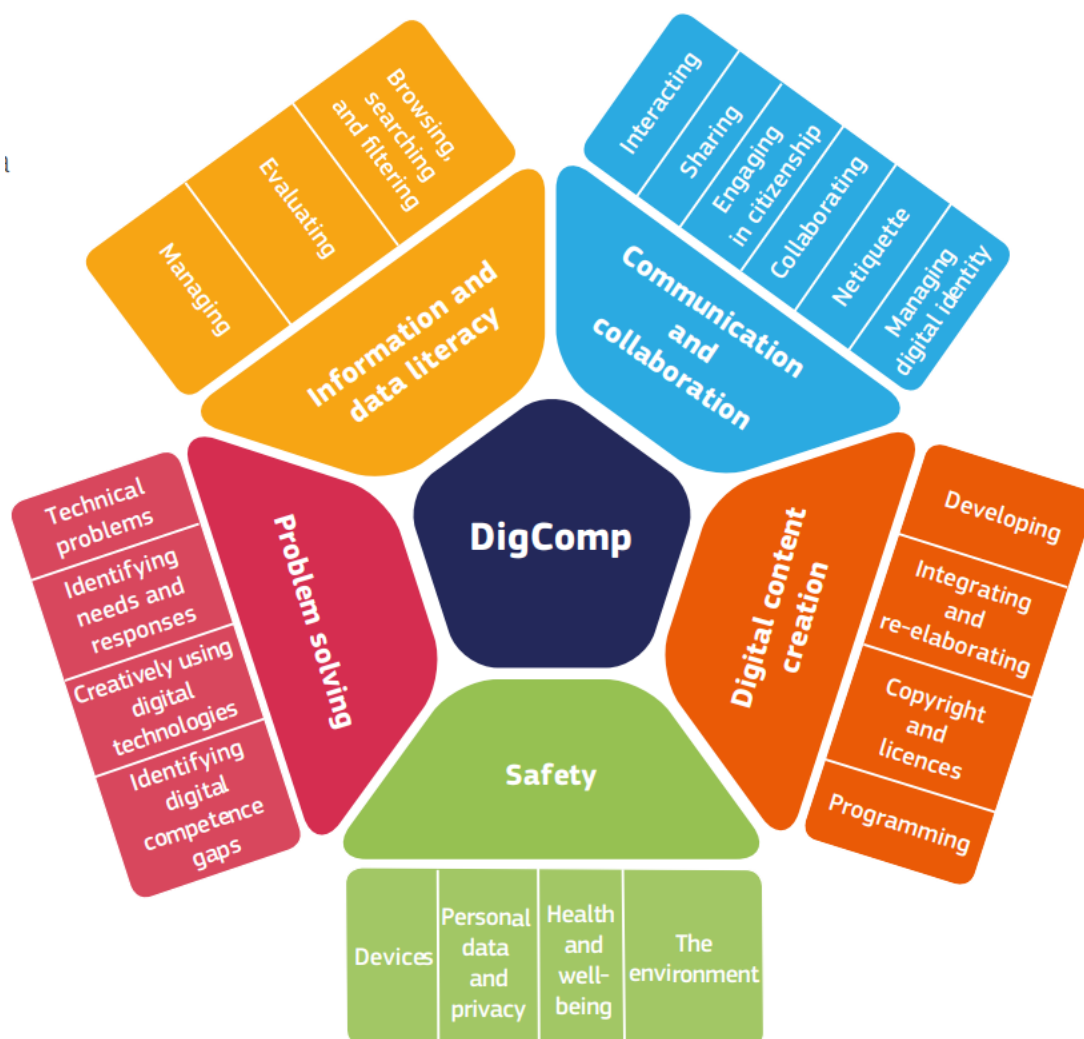 Browsing,
searching
and filtering
Evaluating
Managing
Information and
data literacy
Interacting
Sharing
Engaging
in citizenship
Collaborating
Netiquette
Managing
digital identity
Communication
and
collaboration
Developing
Integrating
and
re-elaborating
Copyright
and
licences
Programming
Digital content
creation
DigComp
Technical
problems
Identifying
needs and
responses
Creatively using
digital
technologies
Identifying
digital
competence
gaps
Problem solving
Safety
Devices
Personal
data
and
privacy
Health
and
well-
being
The
environment